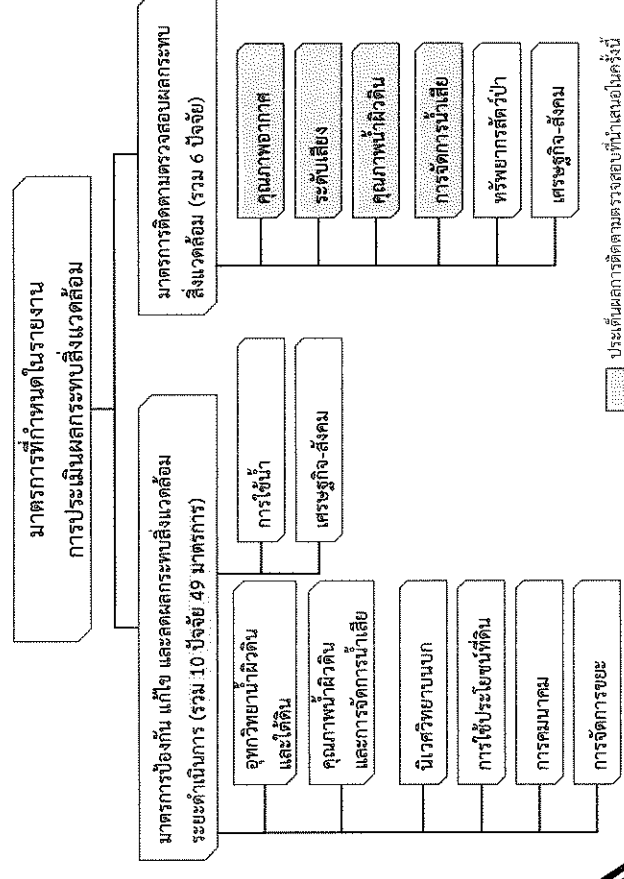 มาตรการที่กำหนดในรายงาน
การประเมินผลกระทบสิ่งแวดล้อม
มาตรการป้องกัน แก้ไข และลดผลกระทบสิ่งแวดล้อม
ระยะดำเนินการ (รวม 10 ปัจจัย 49 มาตรการ)
อุทกวิทยาน้ำผิวดิน
และใต้ดิน
คุณภาพน้ำผิวดิน
และการจัดการน้ำเสีย
นิเวศวิทยาบนบก
การใช้ประโยชน์ที่ดิน
การคมนาคม
การจัดการขยะ
การใช้น้ำ
เศรษฐกิจ-สังคม
มาตรการติดตามตรวจสอบผลกระทบ
สิ่งแวดล้อม (รวม 6 ปัจจัย)
คุณภาพอากาศ
ระดับเสียง
คุณภาพน้ำผิวดิน
การจัดการน้ำเสีย
ทรัพยากรสัตว์ป่า
เศรษฐกิจ-สังคม
ประเด็นผลการติดตามตรวจสอบที่นำเสนอในครั้งนี้